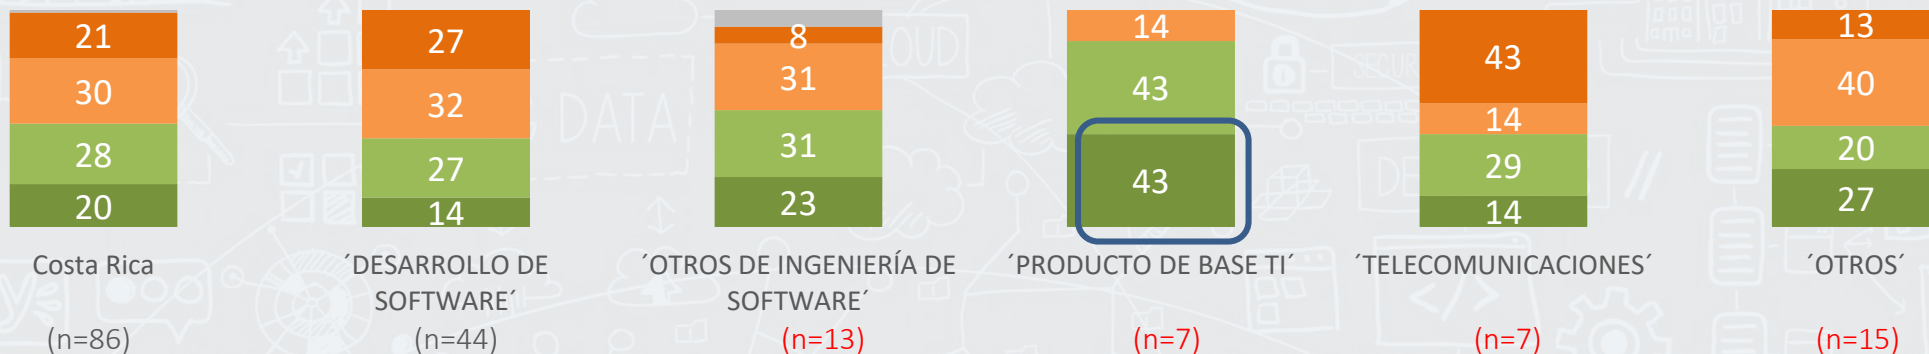 21
30
28
20
Costa Rica
(n=86)
27
32
27
14
´DESARROLLO DE
SOFTWARE´
(n=44)
8
31
31
23
´OTROS DE INGENIERÍA DE
SOFTWARE´
(n=13)
14
43
43
´PRODUCTO DE BASE TI´
(n=7)
43
14
29
14
´TELECOMUNICACIONES´
(n=7)
13
40
20
27
´OTROS´
(n=15)
DATA